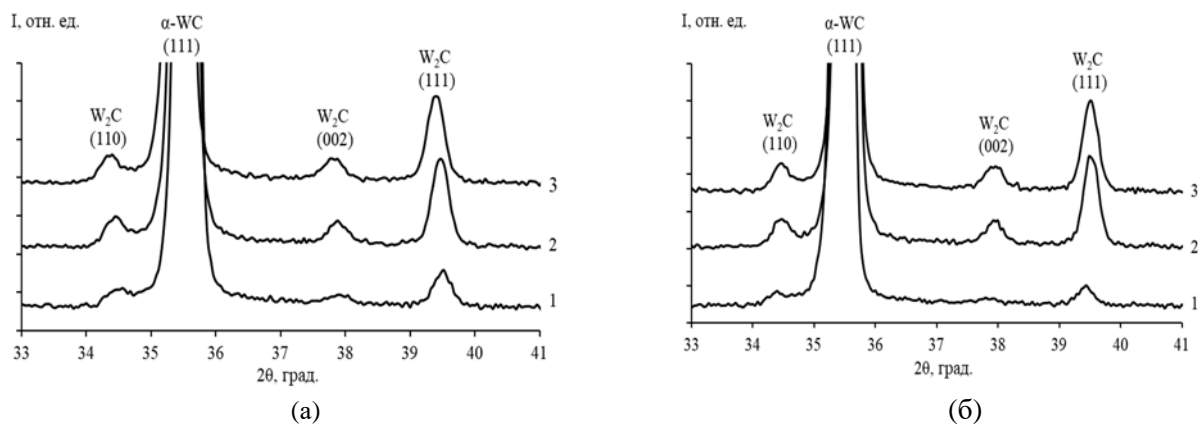 I, отн. ед.
α-WC
(111)
W₂C
(110)
W₂C
(002)
W₂C
(111)
3
2
1
33 34 35 36 37 38 39 40 41
2θ, град.
(а)
I, отн. ед.
α-WC
(111)
W₂C
(110)
W₂C
(002)
W₂C
(111)
3
2
1
33 34 35 36 37 38 39 40 41
2θ, град.
(б)